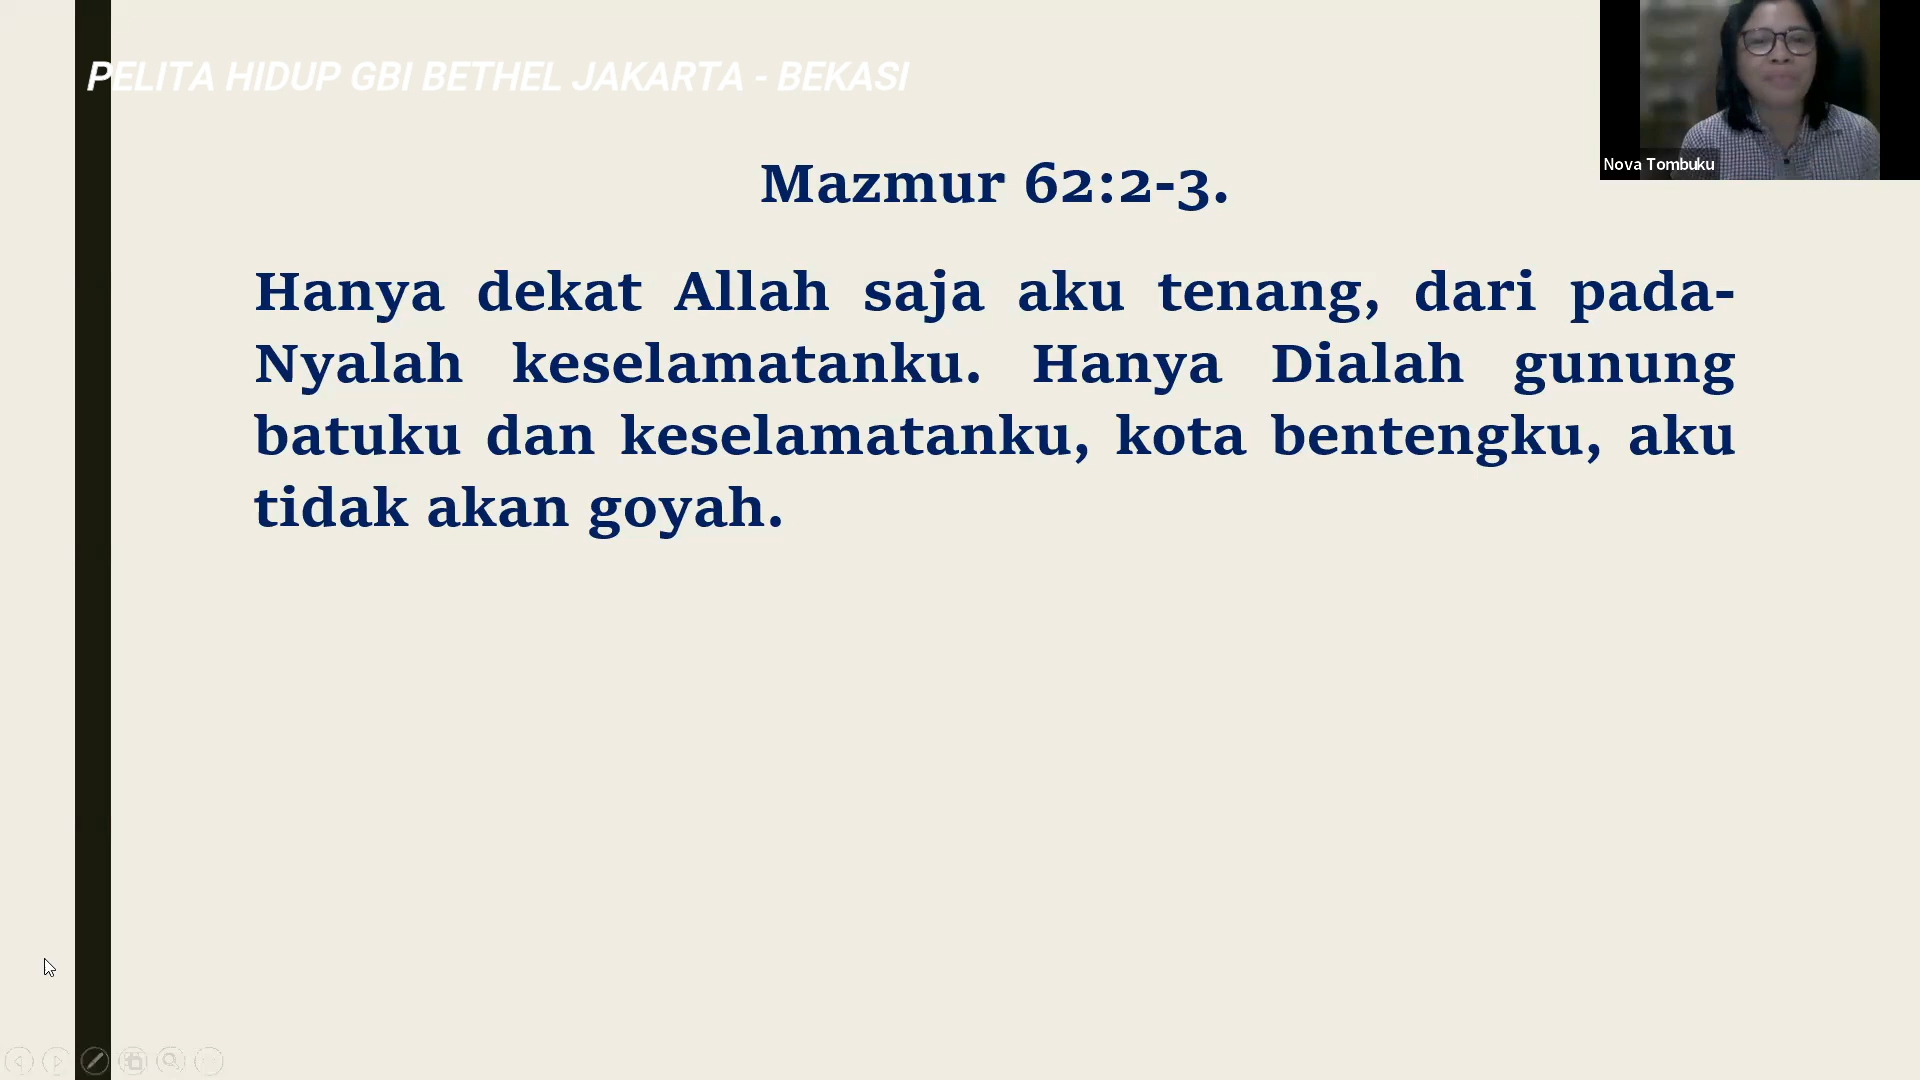 PELITA HIDUP GBI BETHEL JAKARTA - BEKASI
Nova Tombuku
Mazmur 62:2-3.
Hanya dekat Allah saja aku tenang, dari pada-
Nyalah keselamatanku. Hanya Dialah gunung
batuku dan keselamatanku, kota bentengku, aku
tidak akan goyah.